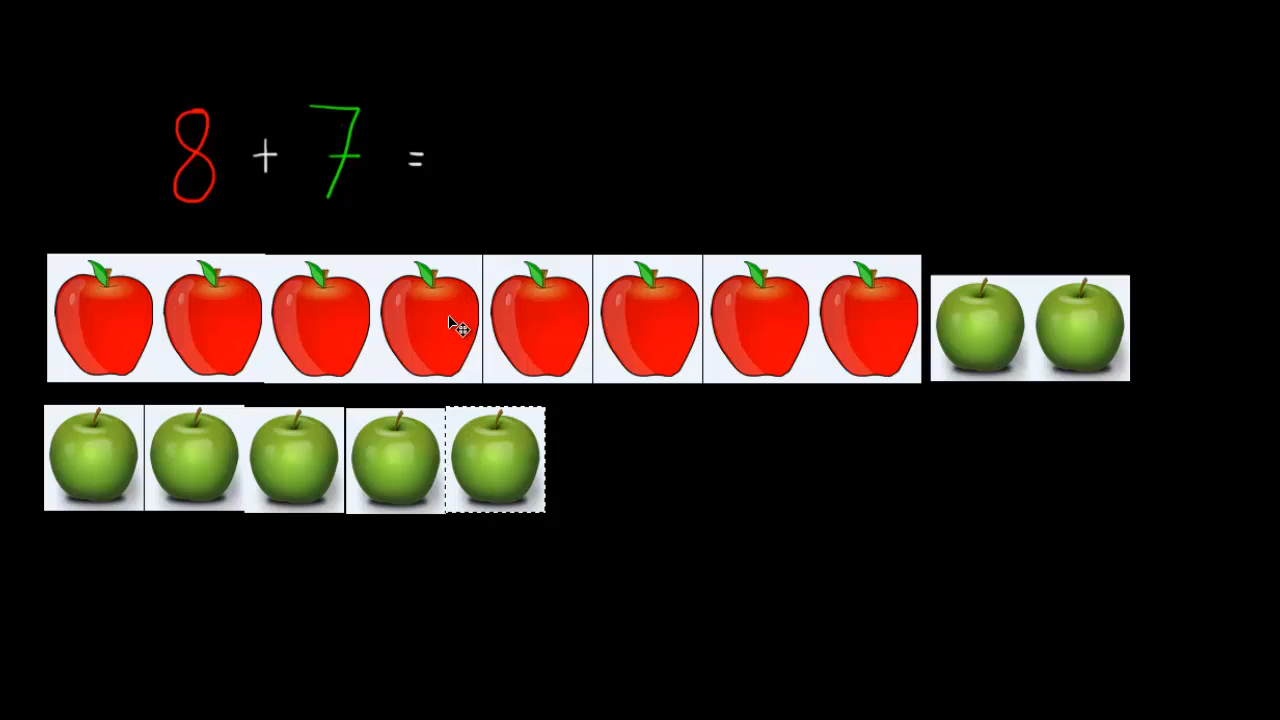 8 + 7 =